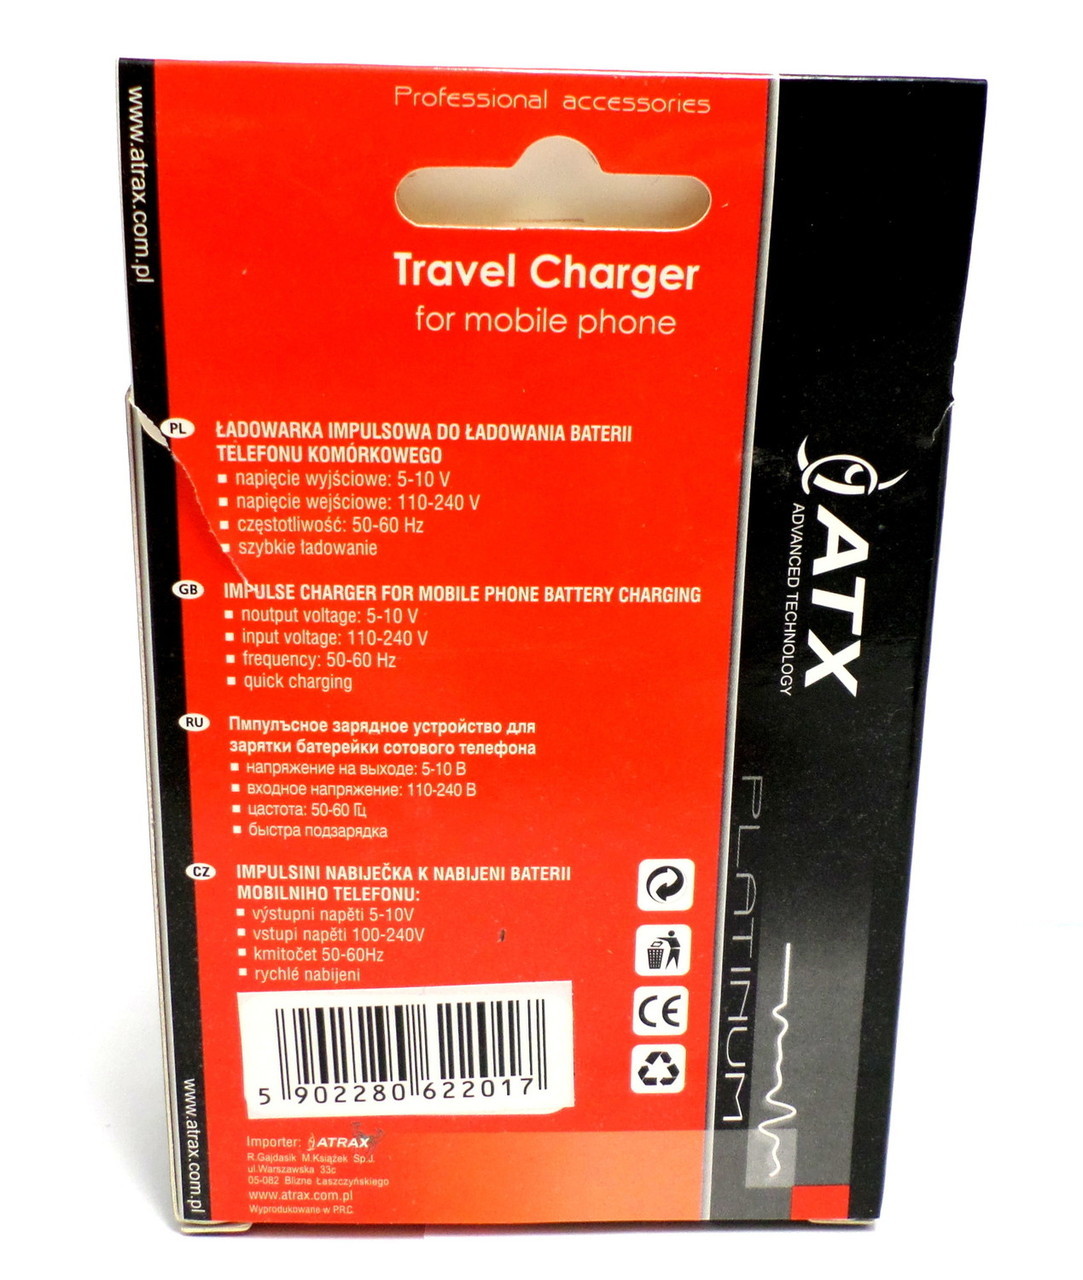 www.atrax.com.pl
Professional accessories
Travel Charger
for mobile phone
PL
ŁADOWARKA IMPULSOWA DO ŁADOWANIA BATERII
TELEFONU KOMÓRKOWEGO
napięcie wyjściowe: 5-10 V
napięcie wejściowe: 110-240 V
częstotliwość: 50-60 Hz
szybkie ładowanie
GB
IMPULSE CHARGER FOR MOBILE PHONE BATTERY CHARGING
noutput voltage: 5-10 V
input voltage: 110-240 V
frequency: 50-60 Hz
quick charging
RU
Пмпулъсное зарядное устройство для
зарятки батерейки сотового телефона
напряжение на выходе: 5-10 В
входное напряжение: 110-240 В
цастота: 50-60 Гц
быстра подзарядка
CZ
IMPULSINI NABIJEČKA K NABIJENI BATERII
MOBILNIHO TELEFONU:
výstupni napěti 5-10V
vstupi napěti 100-240V
kmitočet 50-60Hz
rychlé nabijeni
CE
5 902280 622017
Importer: ATRAX
R.Gajdasik M.Książek Sp.J.
ul.Warszawska 33c
05-082 Blizne Łaszczyńskiego
www.atrax.com.pl
Wyprodukowane w P.R.C.
www.atrax.com.pl
ATX
ADVANCED TECHNOLOGY
PLATINUM